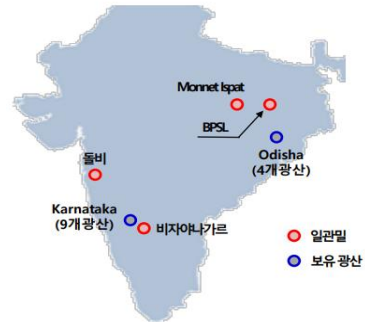 Monnet Ispat
BPSL
돌비
Odisha
(4개광산)
Karnataka
(9개광산)
비자야나가르
일관밀
보유 광산